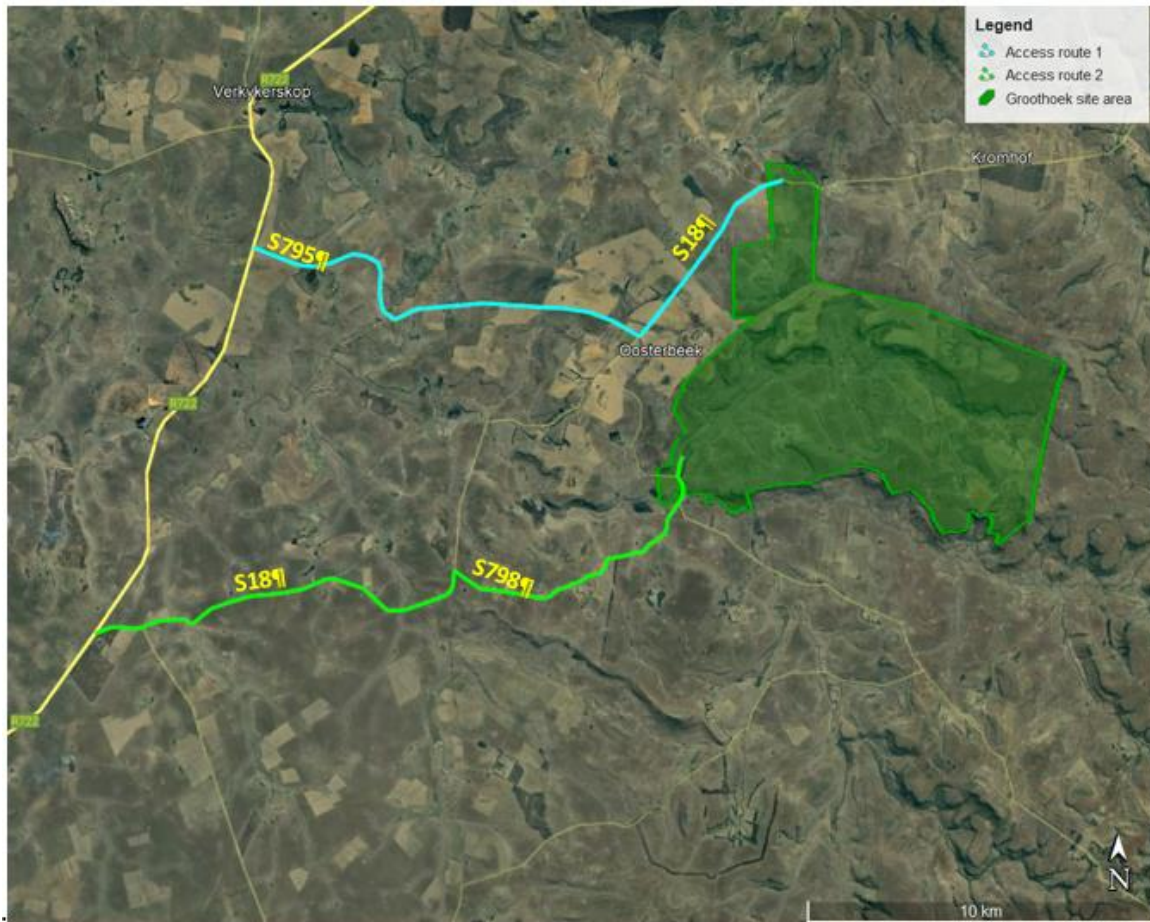 Legend
Access route 1
Access route 2
Groothoek site area
R722
Verkykerskop
Kromhof
S795¶
S18¶
Oosterbeek
R722
S18¶
S798¶
R722
N
10 km